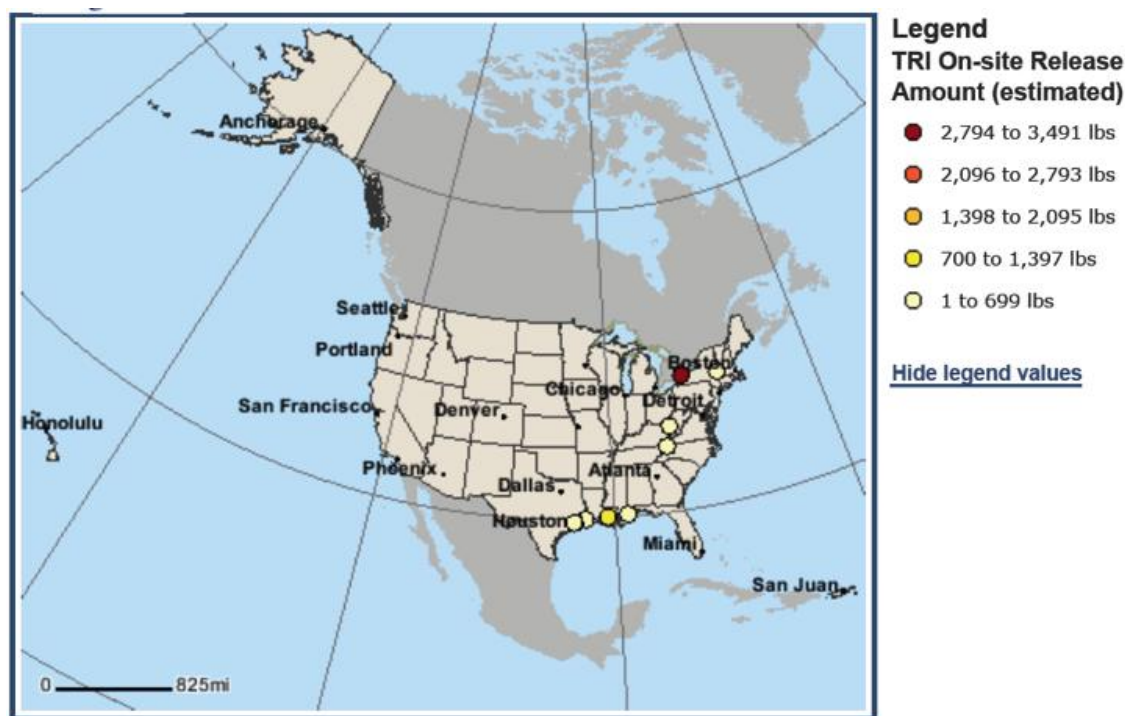 Anchorage
Seattle
Portland
Boston
Chicago
Detroit
San Francisco
Denver
Honolulu
Phoenix
Atlanta
Dallas
Houston
Miami
San Juan
0 825mi
Legend
TRI On-site Release
Amount (estimated)
2,794 to 3,491 lbs
2,096 to 2,793 lbs
1,398 to 2,095 lbs
700 to 1,397 lbs
1 to 699 lbs
Hide legend values